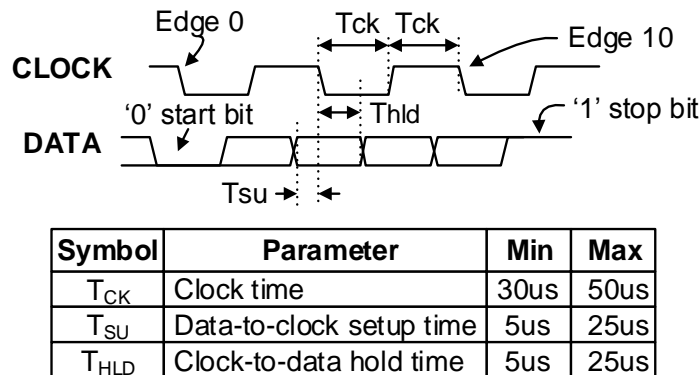 Edge 0
Tck Tck
Edge 10
CLOCK
‘0’ start bit
Thld
‘1’ stop bit
DATA
Tsu
Symbol Parameter Min Max
TCK Clock time 30us 50us
TSU Data-to-clock setup time 5us 25us
THLD Clock-to-data hold time 5us 25us